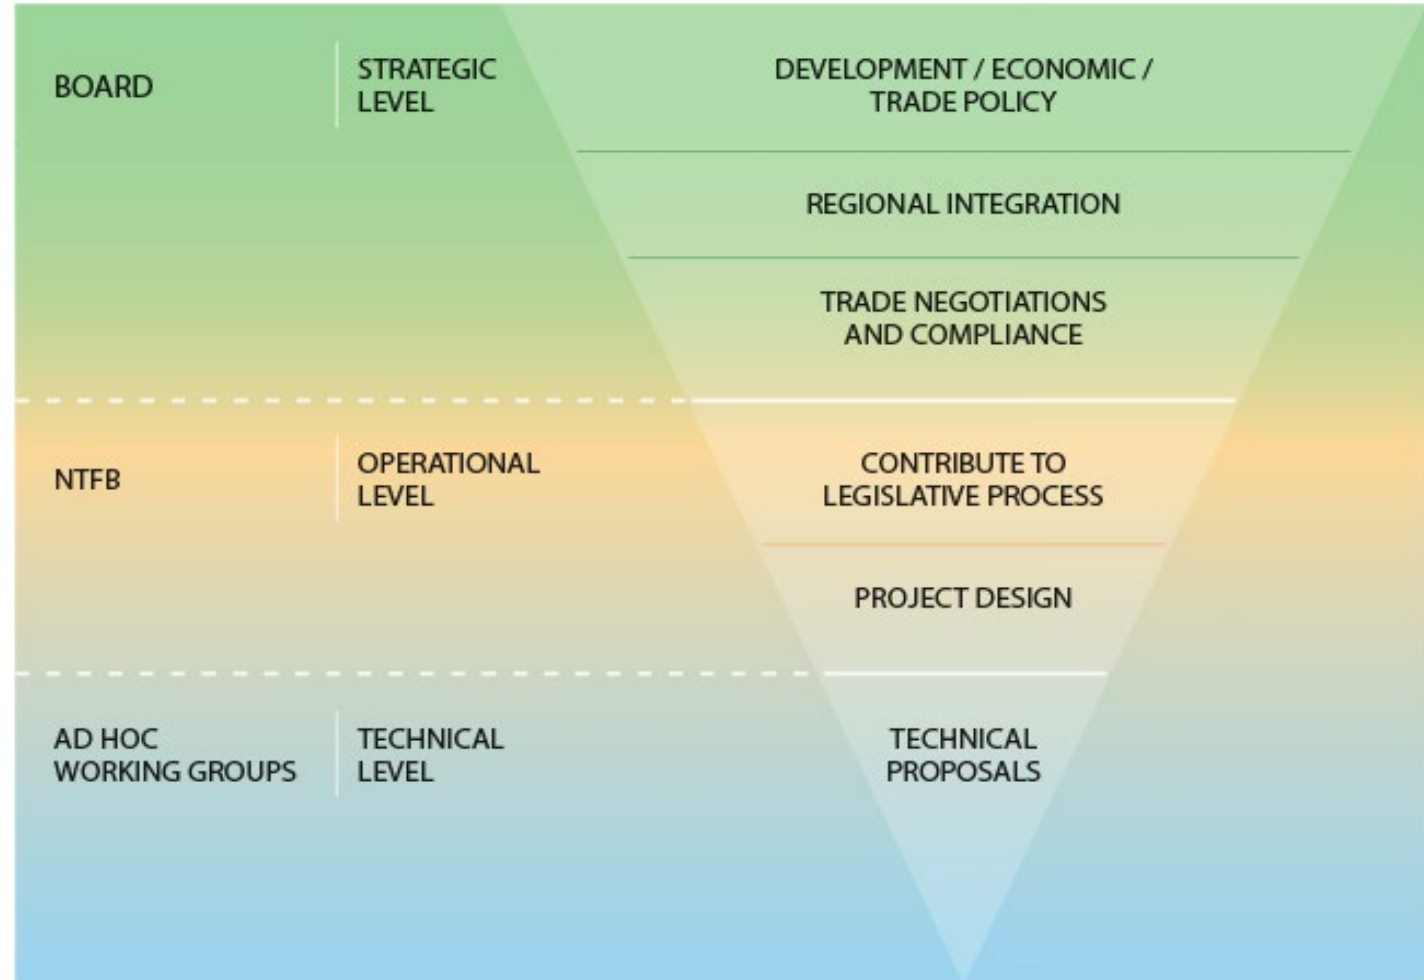 BOARD
STRATEGIC
LEVEL
DEVELOPMENT / ECONOMIC /
TRADE POLICY
REGIONAL INTEGRATION
TRADE NEGOTIATIONS
AND COMPLIANCE
NTFB
OPERATIONAL
LEVEL
CONTRIBUTE TO
LEGISLATIVE PROCESS
PROJECT DESIGN
AD HOC
WORKING GROUPS
TECHNICAL
LEVEL
TECHNICAL
PROPOSALS